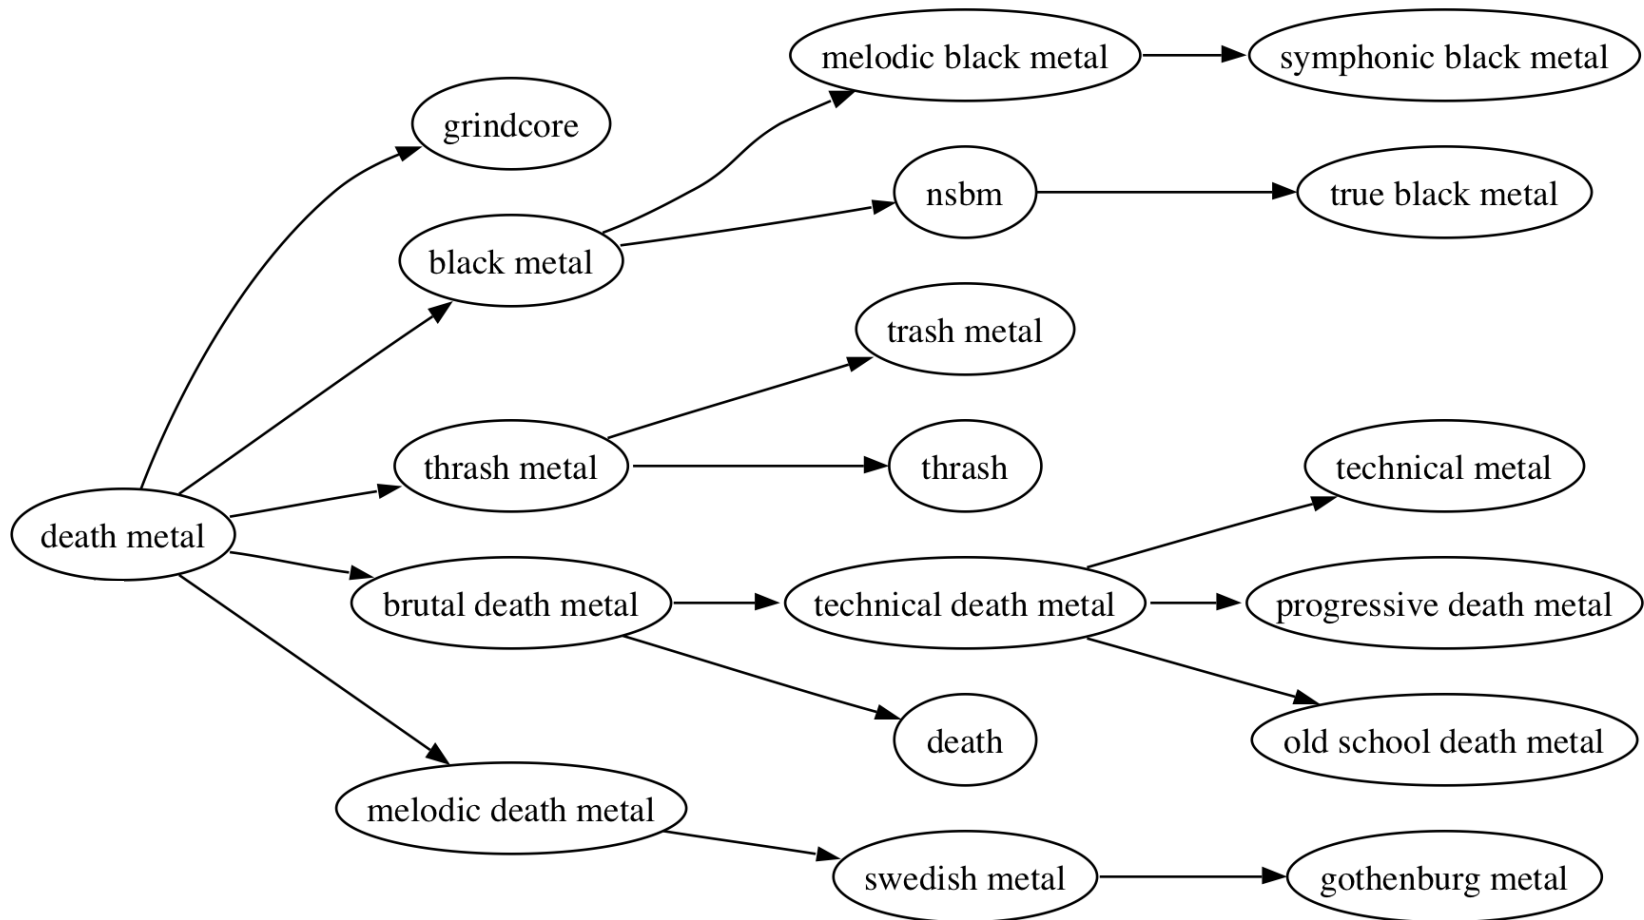 melodic black metal
symphonic black metal
grindcore
nsbm
true black metal
black metal
trash metal
thrash metal
thrash
technical metal
death metal
brutal death metal
technical death metal
progressive death metal
death
old school death metal
melodic death metal
swedish metal
gothenburg metal